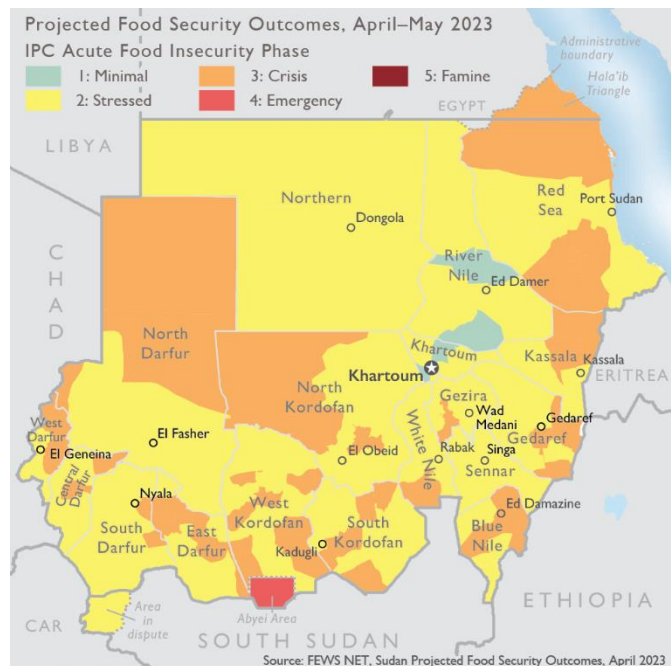 Projected Food Security Outcomes, April–May 2023
IPC Acute Food Insecurity Phase
1: Minimal
3: Crisis
5: Famine
2: Stressed
4: Emergency
Administrative
boundary
Hala'ib
Triangle
EGYPT
LIBYA
CHAD
Northern
Dongola
Red
Sea
Port Sudan
River
Nile
Ed Damer
North
Darfur
Khartoum
Khartoum
Kassala
Kassala
ERITREA
North
Kordofan
Gezira
Wad
Medani
Gedaref
Gedaref
West
Darfur
El Geneina
El Fasher
El Obeid
White Nile
Rabak
Singa
Sennar
Central
Darfur
Nyala
West
Kordofan
Ed Damazine
Blue
Nile
South
Darfur
East
Darfur
Kadugli
South
Kordofan
Area
in
dispute
Abyei Area
ETHIOPIA
CAR
SOUTH SUDAN
Source: FEWS NET, Sudan Projected Food Security Outcomes, April 2023